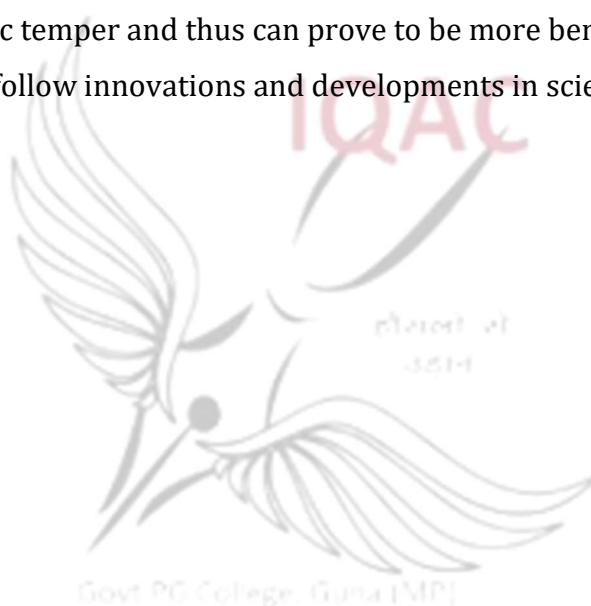 c temper and thus can prove to be more ber
follow innovations and developments in scie
IQAC
Govt PG College, Guna (MP)